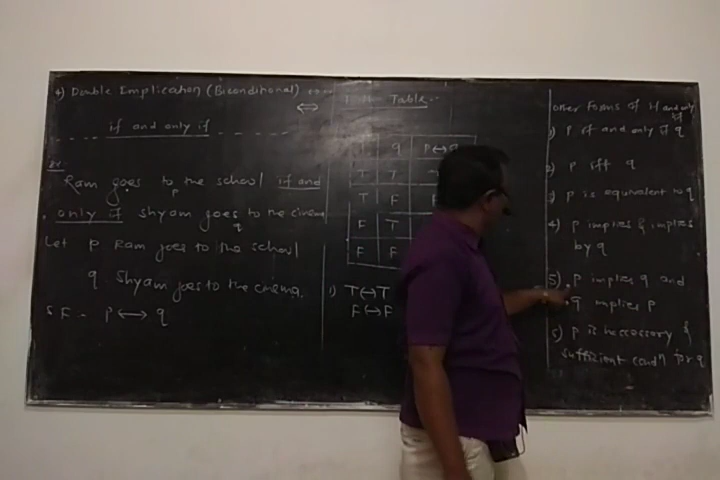 4) Double Implication (Biconditional) ↔
⟺
if and only if
Ex:
Ram goes to the school if and
p
only if Shyam goes to the cinema
q
Let p Ram goes to the school
q Shyam goes to the cinema.
S.F - P ↔ q
T Table:-
q P↔q
T T
T F F
F T
F F
1) T↔T
F↔F
Other Forms of If and only if
1) P if and only if q
2) P iff q
3) P is equivalent to q
4) P implies & implies
by q
5) P implies q and
q implies P
5) P is neccessory &
sufficient condn for q